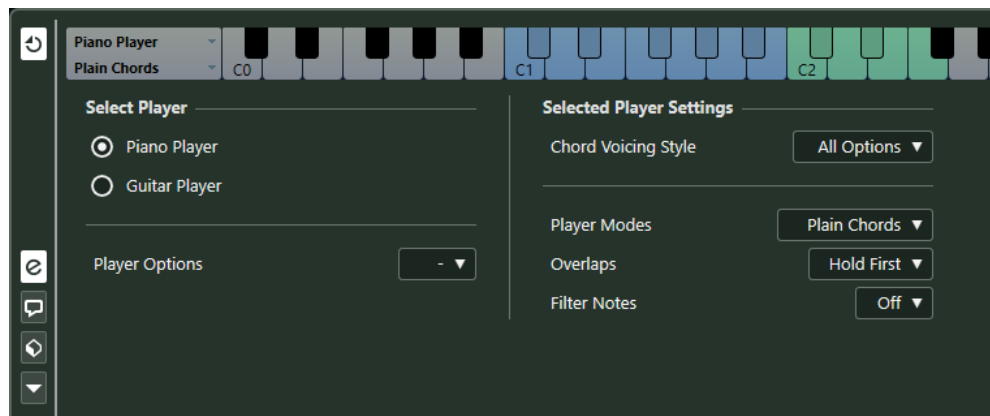 Piano Player
Plain Chords
C0
C1
C2
Select Player
Piano Player
Guitar Player
Player Options
-
Selected Player Settings
Chord Voicing Style
All Options
Player Modes
Plain Chords
Overlaps
Hold First
Filter Notes
Off